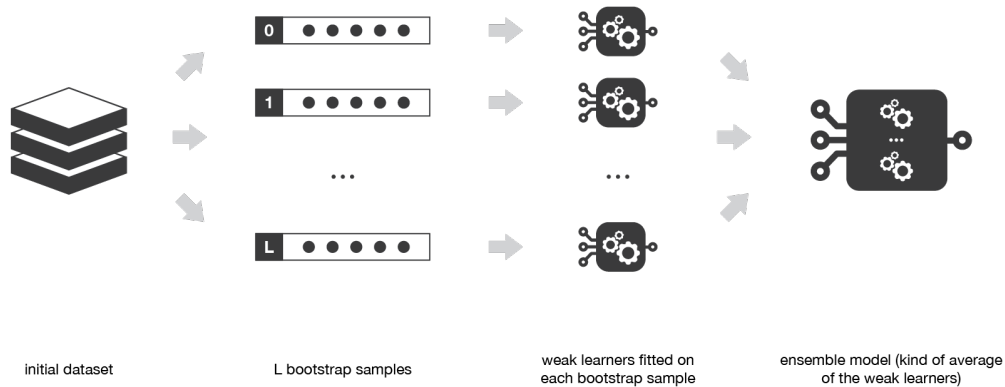 0
1
...
...
...
L
initial dataset
L bootstrap samples
weak learners fitted on
each bootstrap sample
ensemble model (kind of average
of the weak learners)